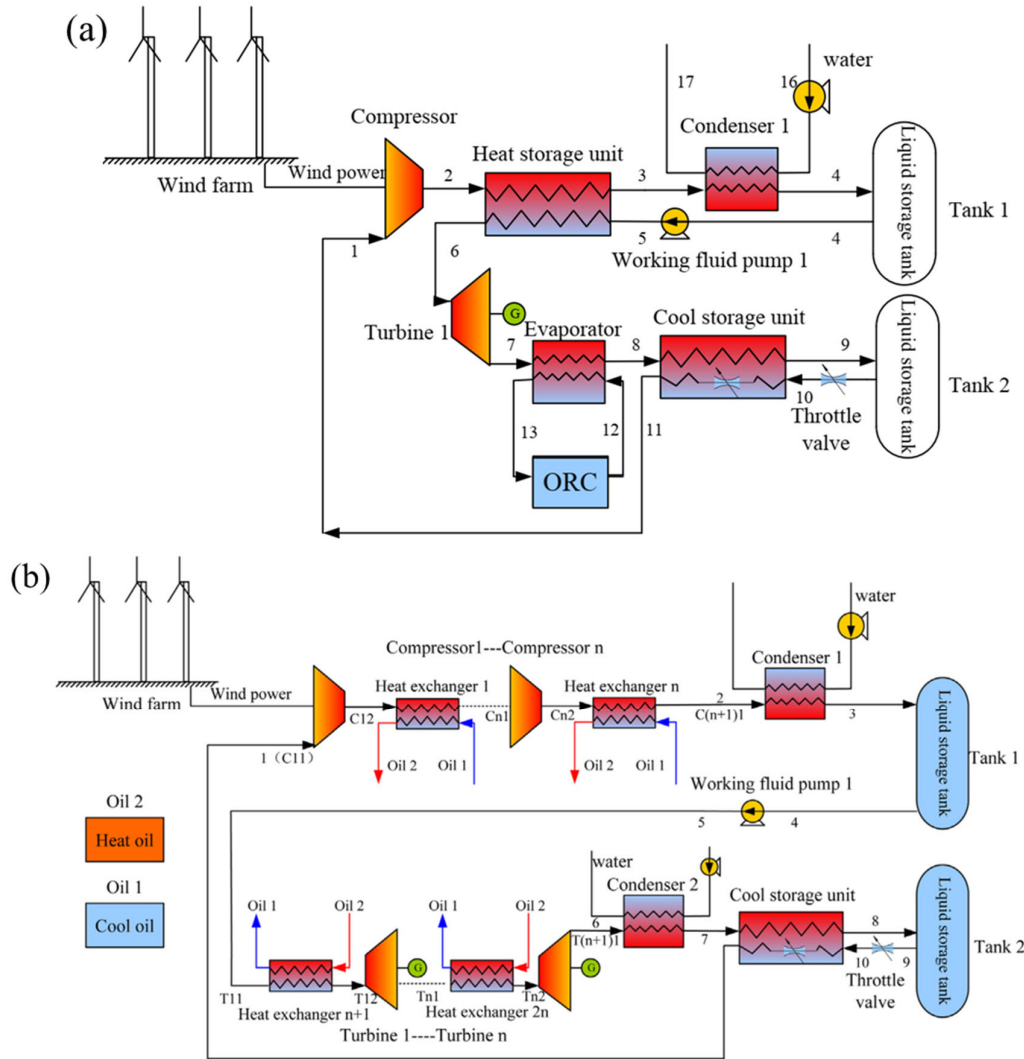 (a)
water
17
16
Compressor
Condenser 1
Heat storage unit
Wind power
2
3
4
Wind farm
Liquid storage tank
Tank 1
1
6
5
4
Working fluid pump 1
G
Turbine 1
Evaporator
Cool storage unit
7
8
9
Liquid storage tank
Tank 2
10
13
12
11
Throttle
valve
ORC
(b)
water
Compressor1---Compressor n
Condenser 1
Wind power
Heat exchanger 1
Heat exchanger n
Wind farm
C12
Cn1
Cn2
2
C(n+1)1
3
Liquid storage tank
Tank 1
1（C11）
Oil 2
Oil 1
Oil 2
Oil 1
Working fluid pump 1
5
4
Oil 2
Heat oil
Oil 1
Cool oil
water
Condenser 2
Cool storage unit
Oil 1
Oil 2
Oil 1
Oil 2
6
T(n+1)1
7
8
Liquid storage tank
Tank 2
10
9
G
G
Throttle
valve
T11
T12
Tn1
Tn2
Heat exchanger n+1
Heat exchanger 2n
Turbine 1----Turbine n